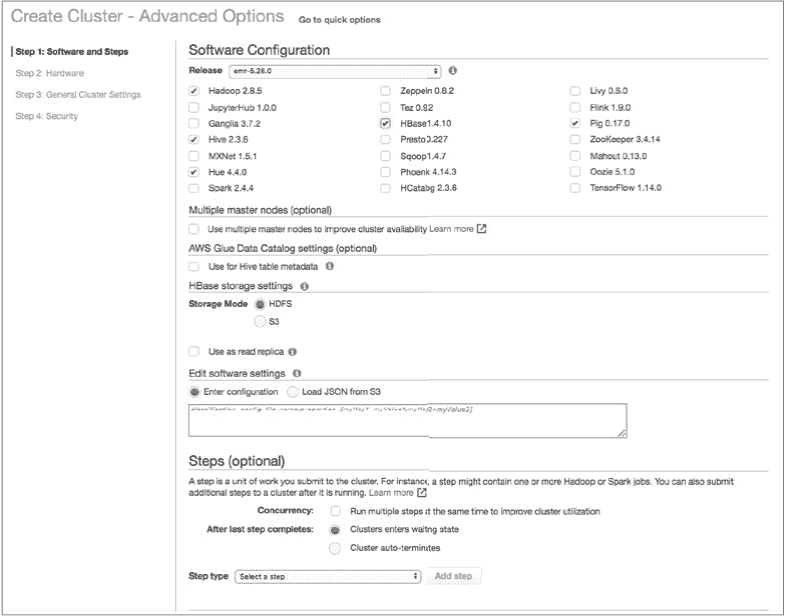 Create Cluster - Advanced Options Go to quick options
Step 1: Software and Steps
Step 2: Hardware
Step 3: General Cluster Settings
Step 4: Security
Software Configuration
Release emr-5.28.0
Hadoop 2.8.5 Zeppeln 0.8.2 Livy 0.6.0
JupyterHub 1.0.0 Tez 0.92 Flink 1.9.0
Ganglia 3.7.2 HBase1.4.10 Pig 0.17.0
Hive 2.3.6 Presto0.227 ZooKeeper 3.4.14
MXNet 1.5.1 Sqoop1.4.7 Mahout 0.13.0
Hue 4.4.0 Phoenk 4.14.3 Oozie 5.1.0
Spark 2.4.4 HCatabg 2.3.6 TensorFlow 1.14.0
Multiple master nodes (optional)
Use multiple master nodes to improve cluster availability Learn more
AWS Glue Data Catalog settings (optional)
Use for Hive table metadata
HBase storage settings
Storage Mode HDFS
S3
Use as read replica
Edit software settings
Enter configuration Load JSON from S3
Steps (optional)
A step is a unit of work you submit to the cluster. For instanc, a step might contain one or more Hadoop or Spark jobs. You can also submit
additional steps to a cluster after it is running. Learn more
Concurrency: Run multiple steps at the same time to improve cluster utilization
After last step completes: Clusters enters waitng state
Cluster auto-termintes
Step type Select a step Add step